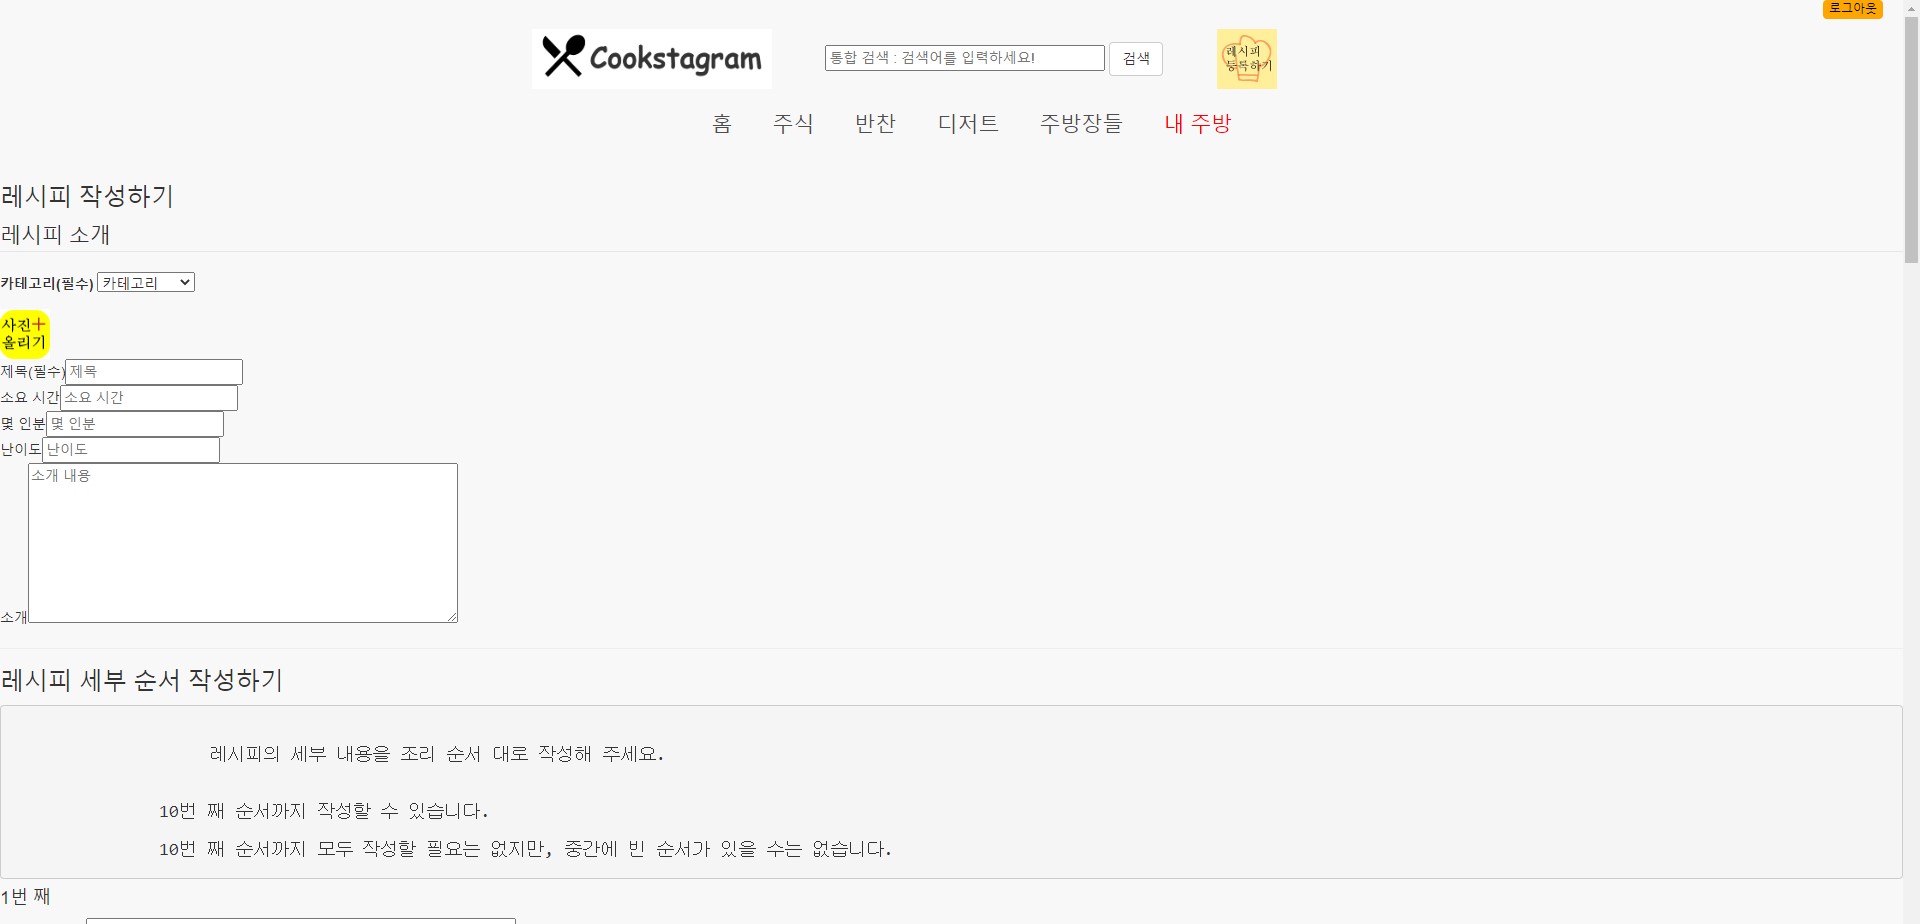 로그아웃
Cookstagram
통합 검색 : 검색어를 입력하세요!
검색
레시피
등록하기
홈 주식 반찬 디저트 주방장들 내 주방
레시피 작성하기
레시피 소개
카테고리(필수) 카테고리
사진+
올리기
제목(필수) 제목
소요 시간 소요 시간
몇 인분 몇 인분
난이도 난이도
소개 내용
소개
레시피 세부 순서 작성하기
레시피의 세부 내용을 조리 순서 대로 작성해 주세요.
10번 째 순서까지 작성할 수 있습니다.
10번 째 순서까지 모두 작성할 필요는 없지만, 중간에 빈 순서가 있을 수는 없습니다.
1번 째